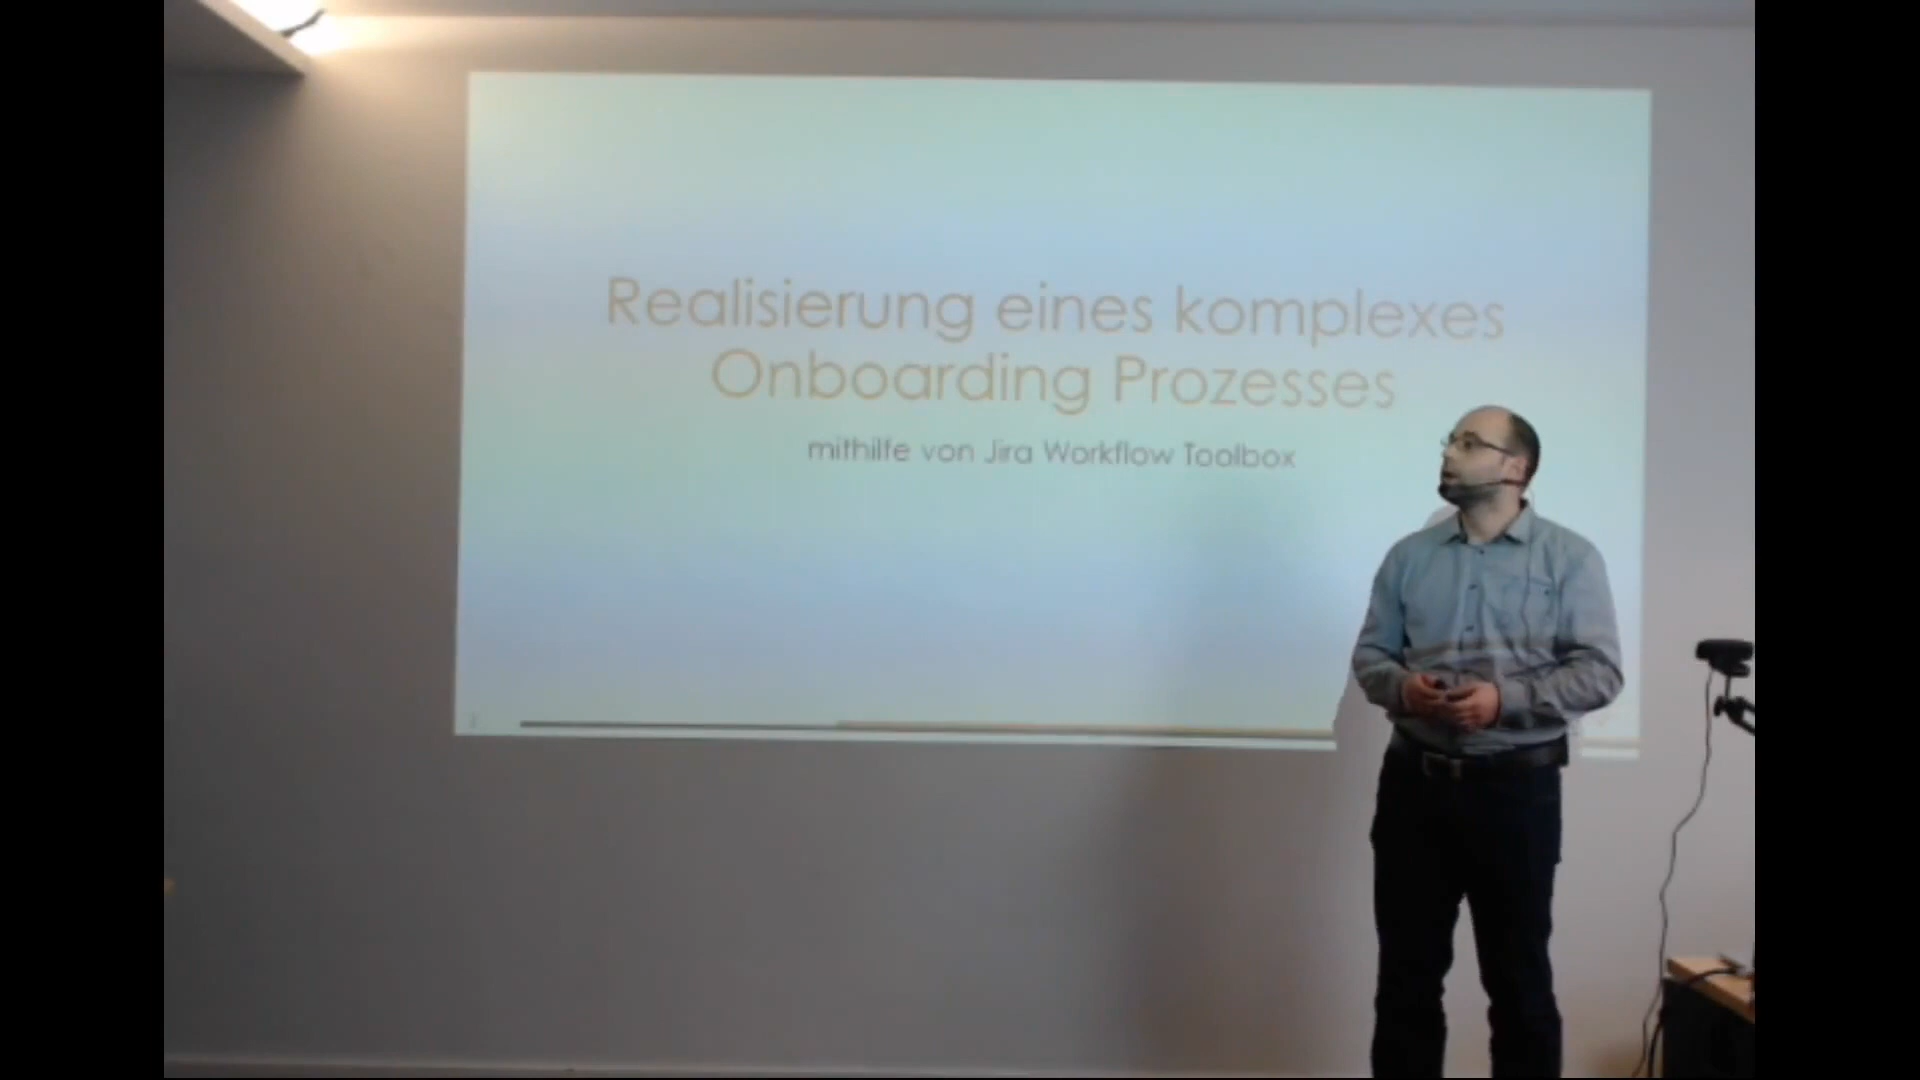 Realisierung eines komplexes
Onboarding Prozesses
mithilfe von Jira Workflow Toolbox